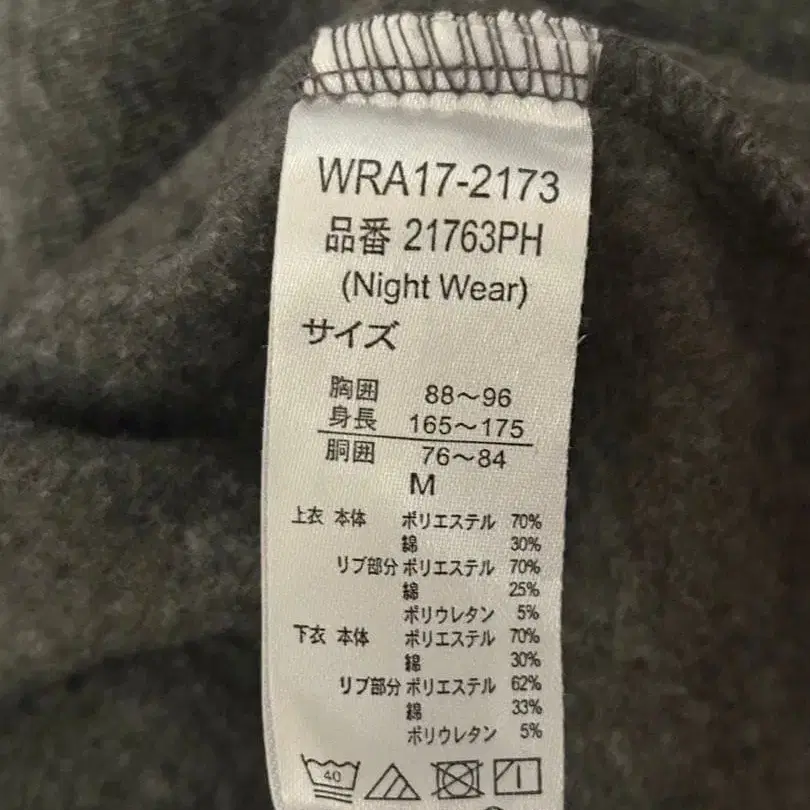 WRA17-2173
品番 21763PH
(Night Wear)
サイズ
胸囲 88～96
身長 165～175
胴囲 76～84
M
上衣 本体 ポリエステル 70%
綿 30%
リブ部分 ポリエステル 70%
綿 25%
ポリウレタン 5%
下衣 本体 ポリエステル 70%
綿 30%
リブ部分 ポリエステル 62%
綿 33%
ポリウレタン 5%
40